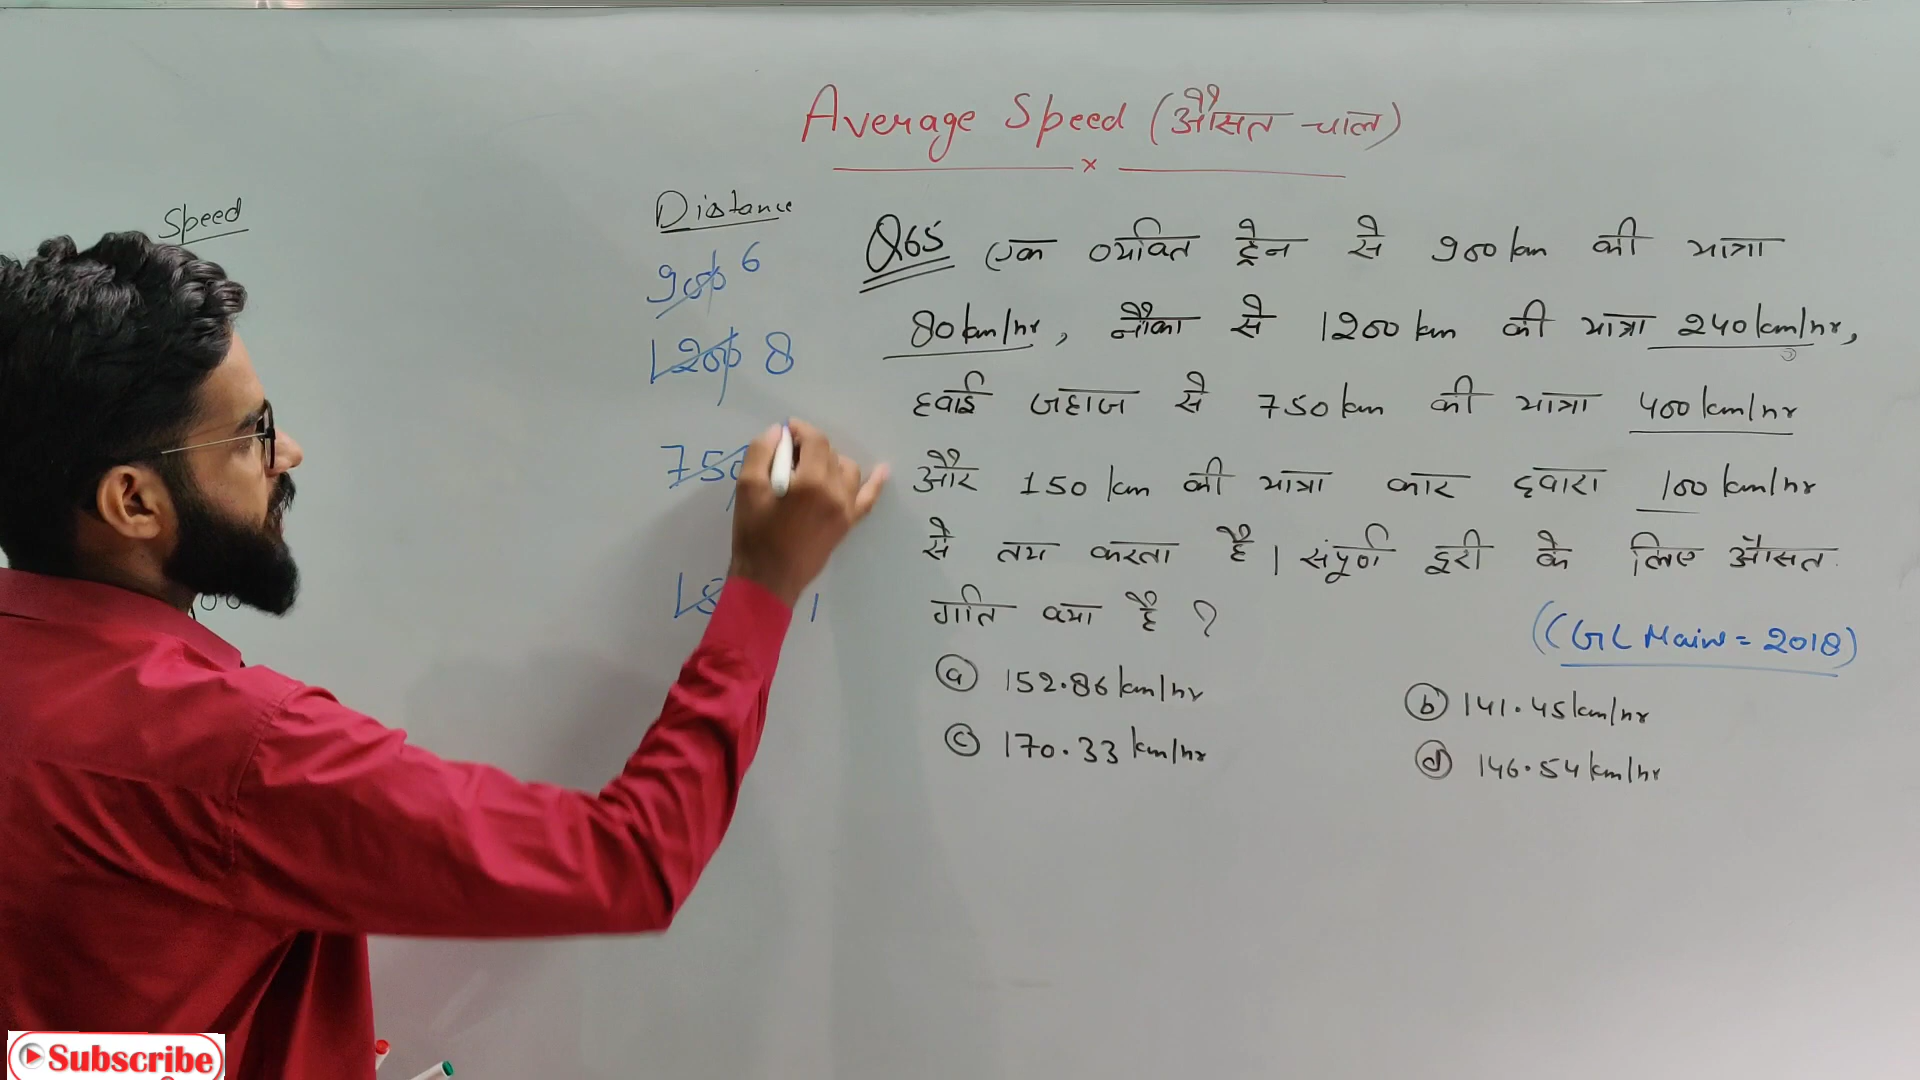 Average Speed (औसत चाल)
x
Speed
Distance
900 6
1200 8
750
1
00
Q65 एक व्यक्ति ट्रेन से 900 km की यात्रा
80 km/hr, नौका से 1200 km की यात्रा 240 km/hr,
हवाई जहाज से 750 km की यात्रा 400 km/hr
और 150 km की यात्रा कार द्वारा 100 km/hr
से तय करता है। संपूर्ण दूरी के लिए औसत
गति क्या है ?
(CGL Main = 2018)
(a) 152.86 km/hr
(b) 141.45 km/hr
(c) 170.33 km/hr
(d) 146.54 km/hr
Subscribe